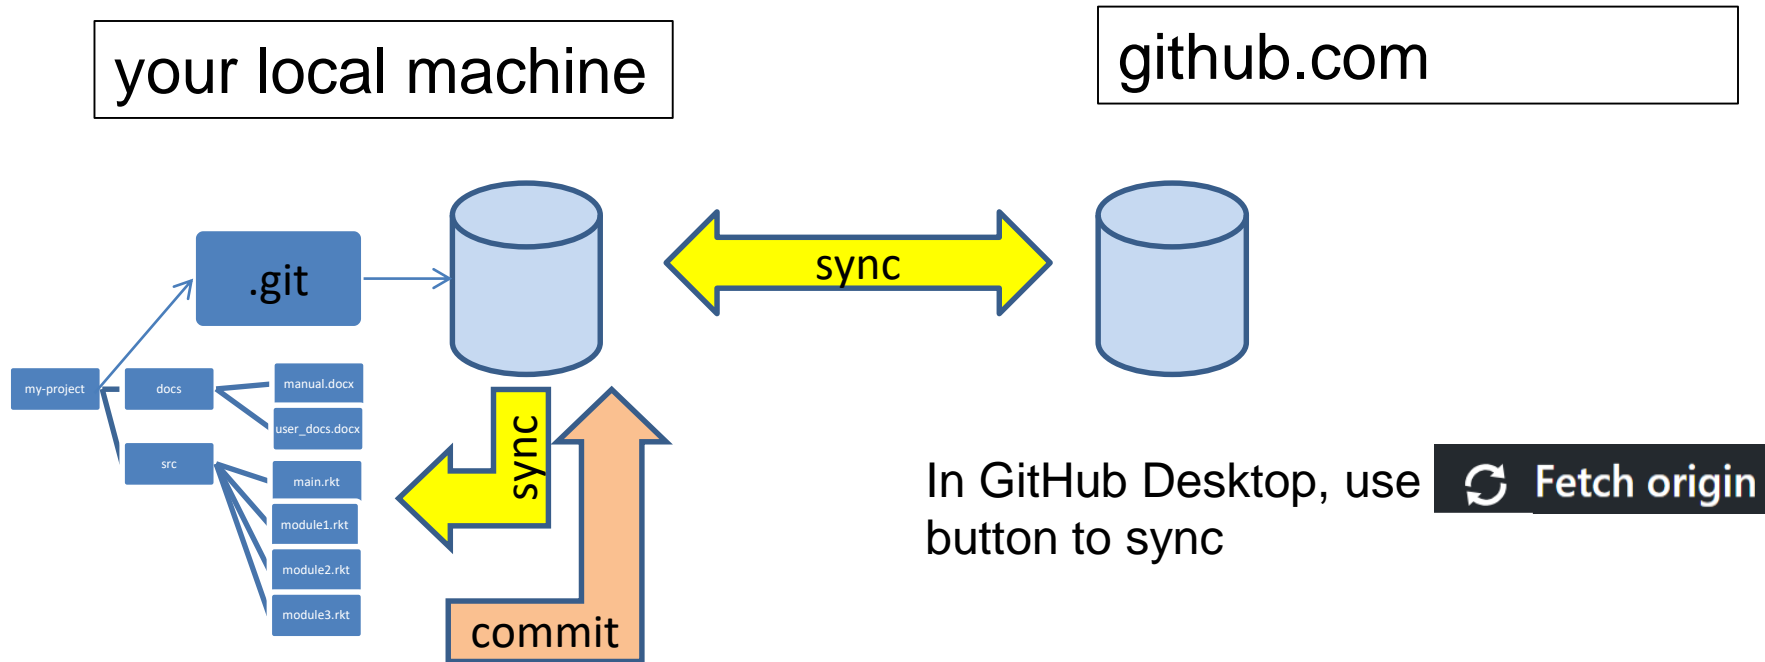 your local machine
github.com
.git
sync
my-project
docs
manual.docx
user_docs.docx
src
main.rkt
module1.rkt
module2.rkt
module3.rkt
sync
commit
In GitHub Desktop, use Fetch origin
button to sync